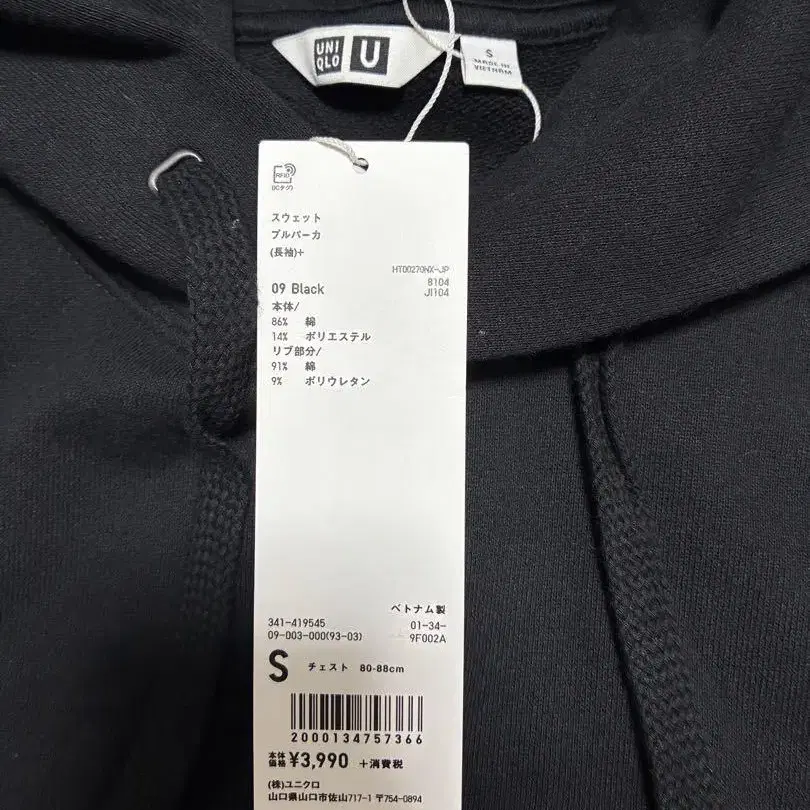 UNI
QLO
U
S
MADE IN
VIETNAM
RFID
(ICタグ)
スウェット
プルパーカ
(長袖)+
HT00279NX-JP
8104
JI104
09 Black
本体/
86% 綿
14% ポリエステル
リブ部分/
91% 綿
9% ポリウレタン
ベトナム製
341-419545 01-34-
09-003-000(93-03) 9F002A
S チェスト 80-88cm
2000134757366
本体価格 ¥3,990 +消費税
(株)ユニクロ
山口県山口市佐山717-1 〒754-0894